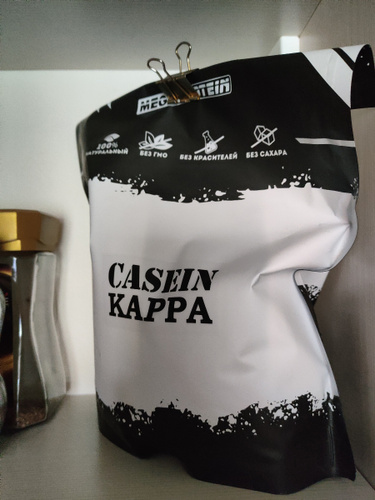 100%
НАТУРАЛЬНЫЙ
БЕЗ ГМО
БЕЗ КРАСИТЕЛЕЙ
БЕЗ САХАРА
CASEIN
KAPPA